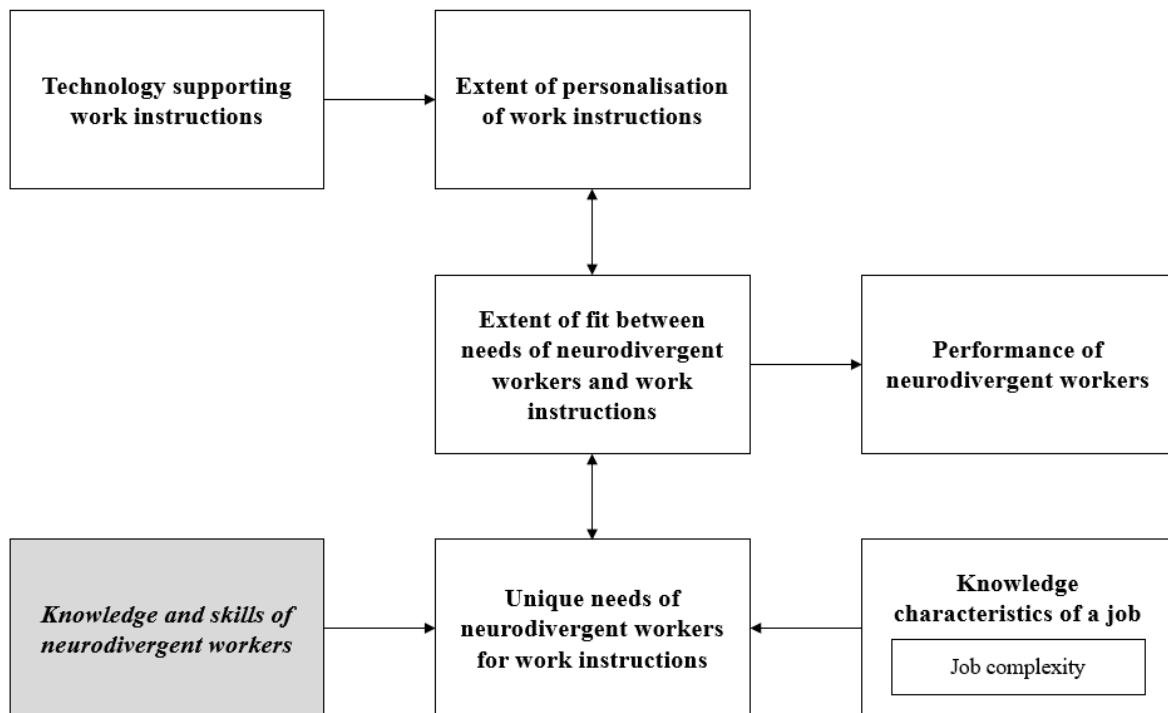 Technology supporting
work instructions
Extent of personalisation
of work instructions
Extent of fit between
needs of neurodivergent
workers and work
instructions
Performance of
neurodivergent workers
Knowledge and skills of
neurodivergent workers
Unique needs of
neurodivergent workers
for work instructions
Knowledge
characteristics of a job
Job complexity